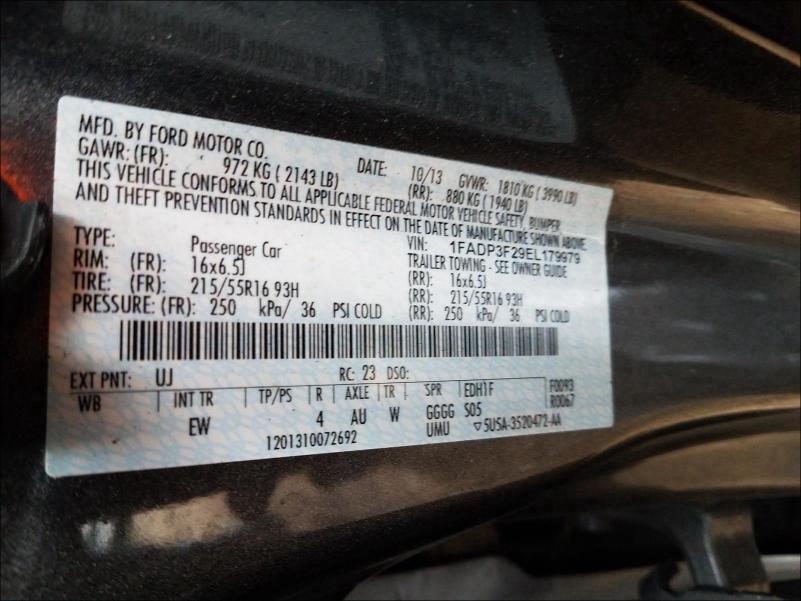 MFD. BY FORD MOTOR CO. DATE: 10/13 GVWR: 1810 KG ( 3990 LB)
GAWR: (FR): 972 KG ( 2143 LB) (RR): 880 KG ( 1940 LB)
THIS VEHICLE CONFORMS TO ALL APPLICABLE FEDERAL MOTOR VEHICLE SAFETY, BUMPER,
AND THEFT PREVENTION STANDARDS IN EFFECT ON THE DATE OF MANUFACTURE SHOWN ABOVE.
VIN: 1FADP3F29EL179979
TYPE: Passenger Car TRAILER TOWING - SEE OWNER GUIDE
RIM: (FR): 16x6.5J (RR): 16x6.5J
TIRE: (FR): 215/55R16 93H (RR): 215/55R16 93H
PRESSURE: (FR): 250 kPa/ 36 PSI COLD (RR): 250 kPa/ 36 PSI COLD
EXT PNT: UJ RC: 23 DSO:
WB INT TR TP/PS R AXLE TR SPR EDH1F F0093
EW 4 AU W GGGG S05 R0067
UMU ▽5USA-3520472-AA
1201310072692